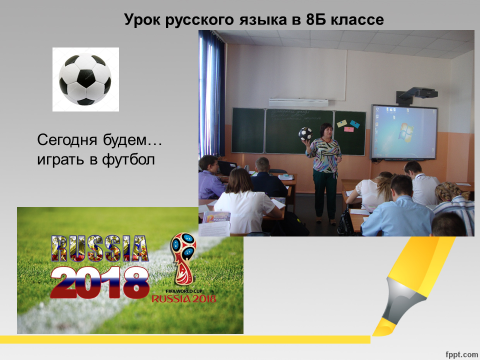 Урок русского языка в 8Б классе
Сегодня будем…
играть в футбол
RUSSIA
2018
FIFA WORLD CUP
RUSSIA 2018
fppt.com